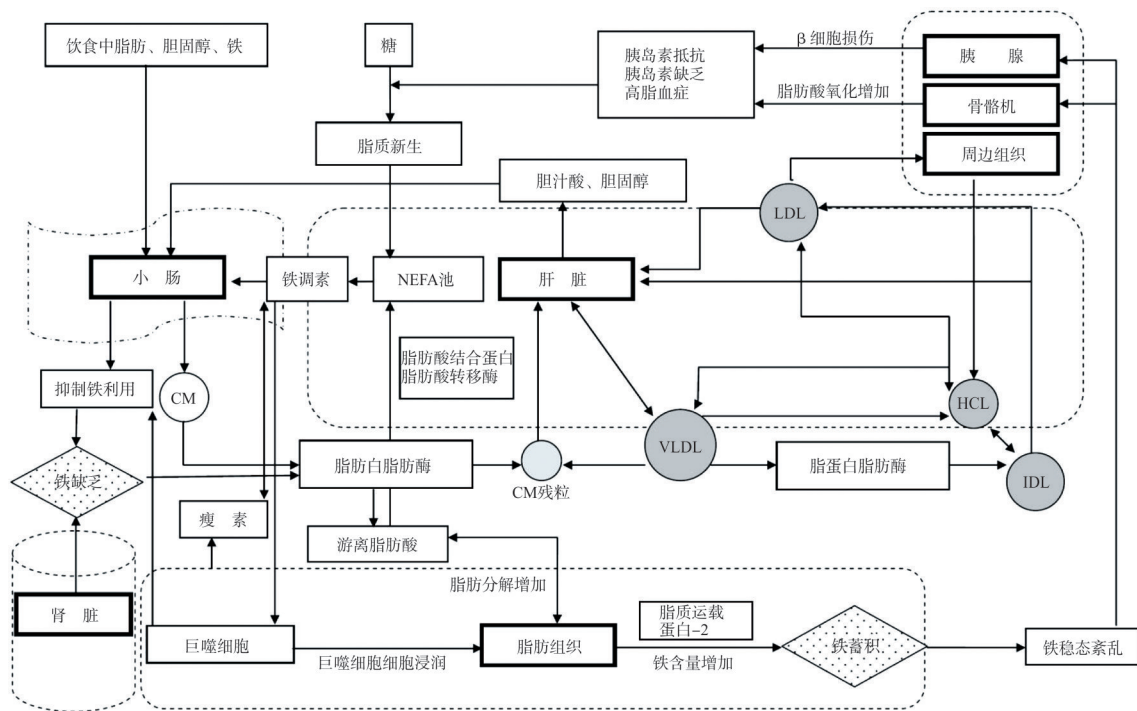 饮食中脂肪、胆固醇、铁
糖
胰岛素抵抗
胰岛素缺乏
高脂血症
β 细胞损伤
胰 腺
脂肪酸氧化增加
骨骼机
脂质新生
周边组织
胆汁酸、胆固醇
LDL
小 肠
铁调素
NEFA池
肝 脏
脂肪酸结合蛋白
脂肪酸转移酶
抑制铁利用
CM
HCL
VLDL
脂肪白脂肪酶
脂蛋白脂肪酶
IDL
铁缺乏
CM残粒
瘦 素
游离脂肪酸
脂肪分解增加
肾 脏
脂质运载
蛋白-2
巨噬细胞
脂肪组织
铁蓄积
铁稳态紊乱
巨噬细胞细胞浸润
铁含量增加